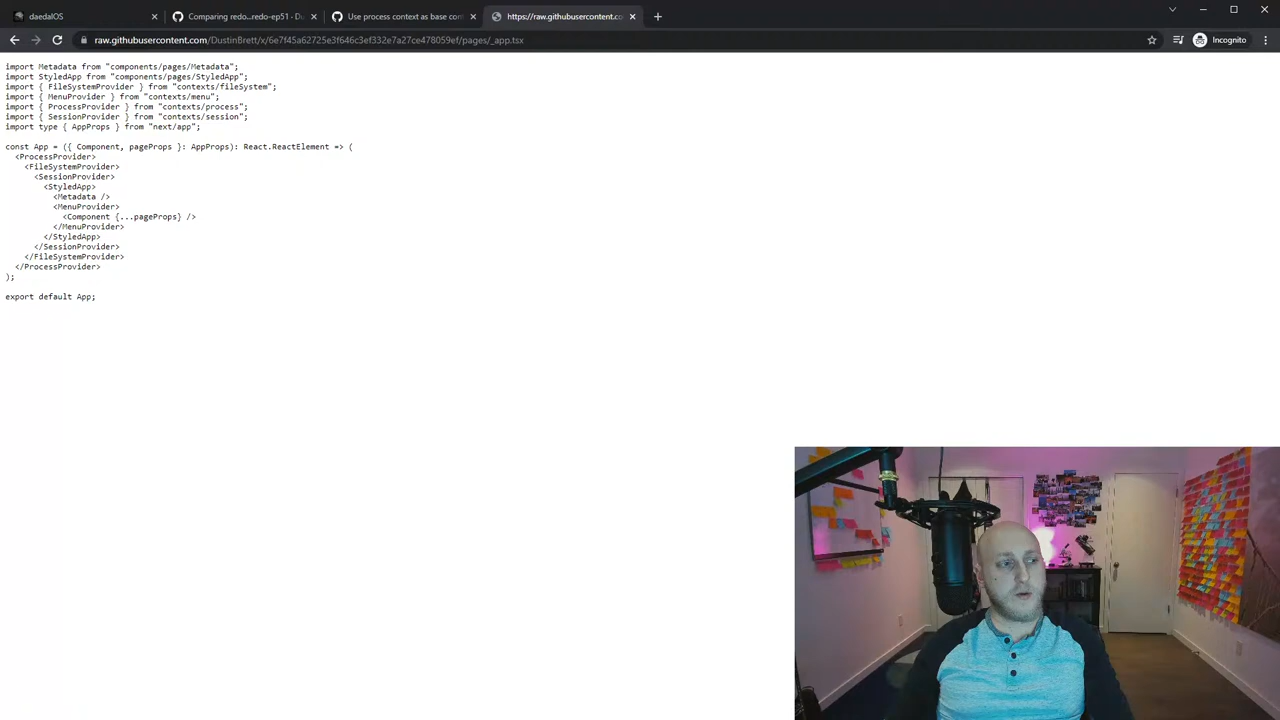 daedalOS
Comparing redo...redo-ep51 · Du
Use process context as base com
https://raw.githubusercontent.co
raw.githubusercontent.com/DustinBrett/x/6e7f45a62725e3f646c3ef332e7a27ce478059ef/pages/_app.tsx
Incognito
import Metadata from "components/pages/Metadata";
import StyledApp from "components/pages/StyledApp";
import { FileSystemProvider } from "contexts/fileSystem";
import { MenuProvider } from "contexts/menu";
import { ProcessProvider } from "contexts/process";
import { SessionProvider } from "contexts/session";
import type { AppProps } from "next/app";
const App = ({ Component, pageProps }: AppProps): React.ReactElement => (
<ProcessProvider>
<FileSystemProvider>
<SessionProvider>
<StyledApp>
<Metadata />
<MenuProvider>
<Component {...pageProps} />
</MenuProvider>
</StyledApp>
</SessionProvider>
</FileSystemProvider>
</ProcessProvider>
);
export default App;